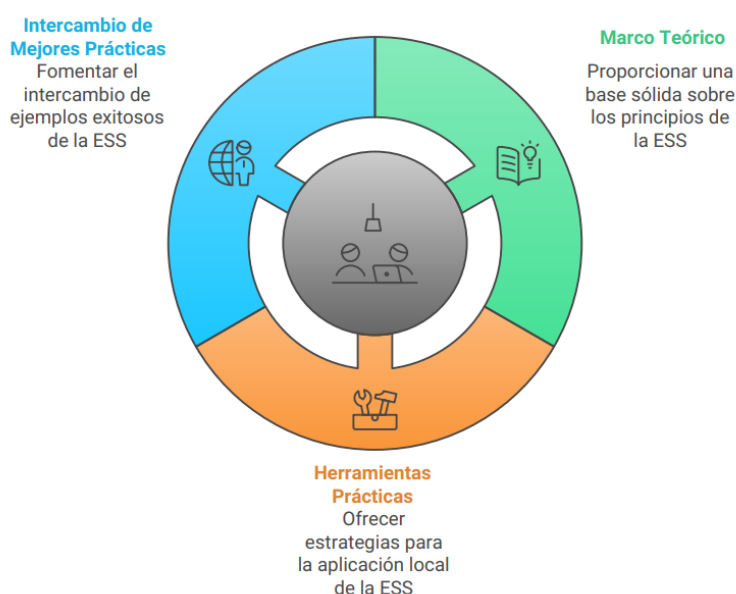 Intercambio de
Mejores Prácticas
Fomentar el
intercambio de
ejemplos exitosos
de la ESS
Marco Teórico
Proporcionar una
base sólida sobre
los principios de
la ESS
Herramientas
Prácticas
Ofrecer
estrategias para
la aplicación local
de la ESS